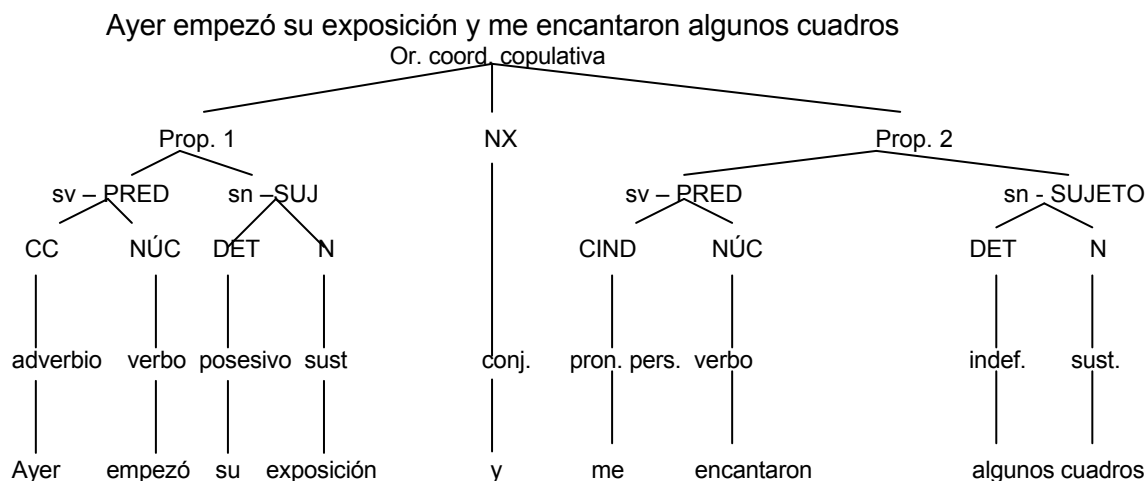 Ayer empezó su exposición y me encantaron algunos cuadros
Or. coord. copulativa
Prop. 1 NX Prop. 2
sv – PRED sn –SUJ sv – PRED sn - SUJETO
CC NÚC DET N CIND NÚC DET N
adverbio verbo posesivo sust conj. pron. pers. verbo indef. sust.
Ayer empezó su exposición y me encantaron algunos cuadros